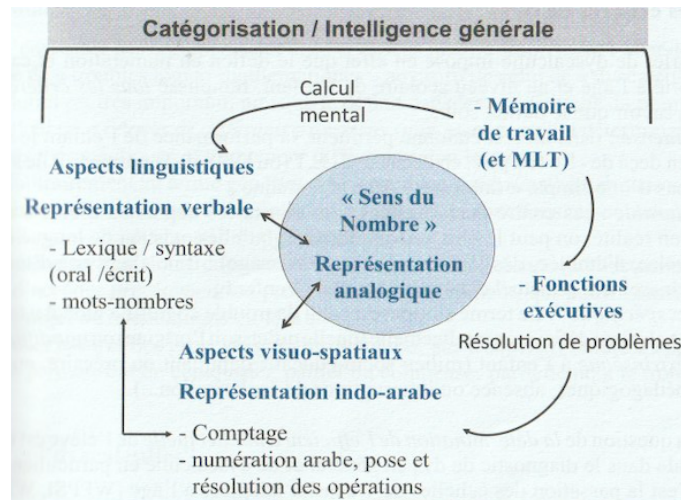 Catégorisation / Intelligence générale
Calcul
mental
- Mémoire
de travail
(et MLT)
Aspects linguistiques
Représentation verbale
- Lexique / syntaxe
(oral /écrit)
- mots-nombres
« Sens du
Nombre »
Représentation
analogique
- Fonctions
exécutives
Résolution de problèmes
Aspects visuo-spatiaux
Représentation indo-arabe
- Comptage
- numération arabe, pose et
résolution des opérations